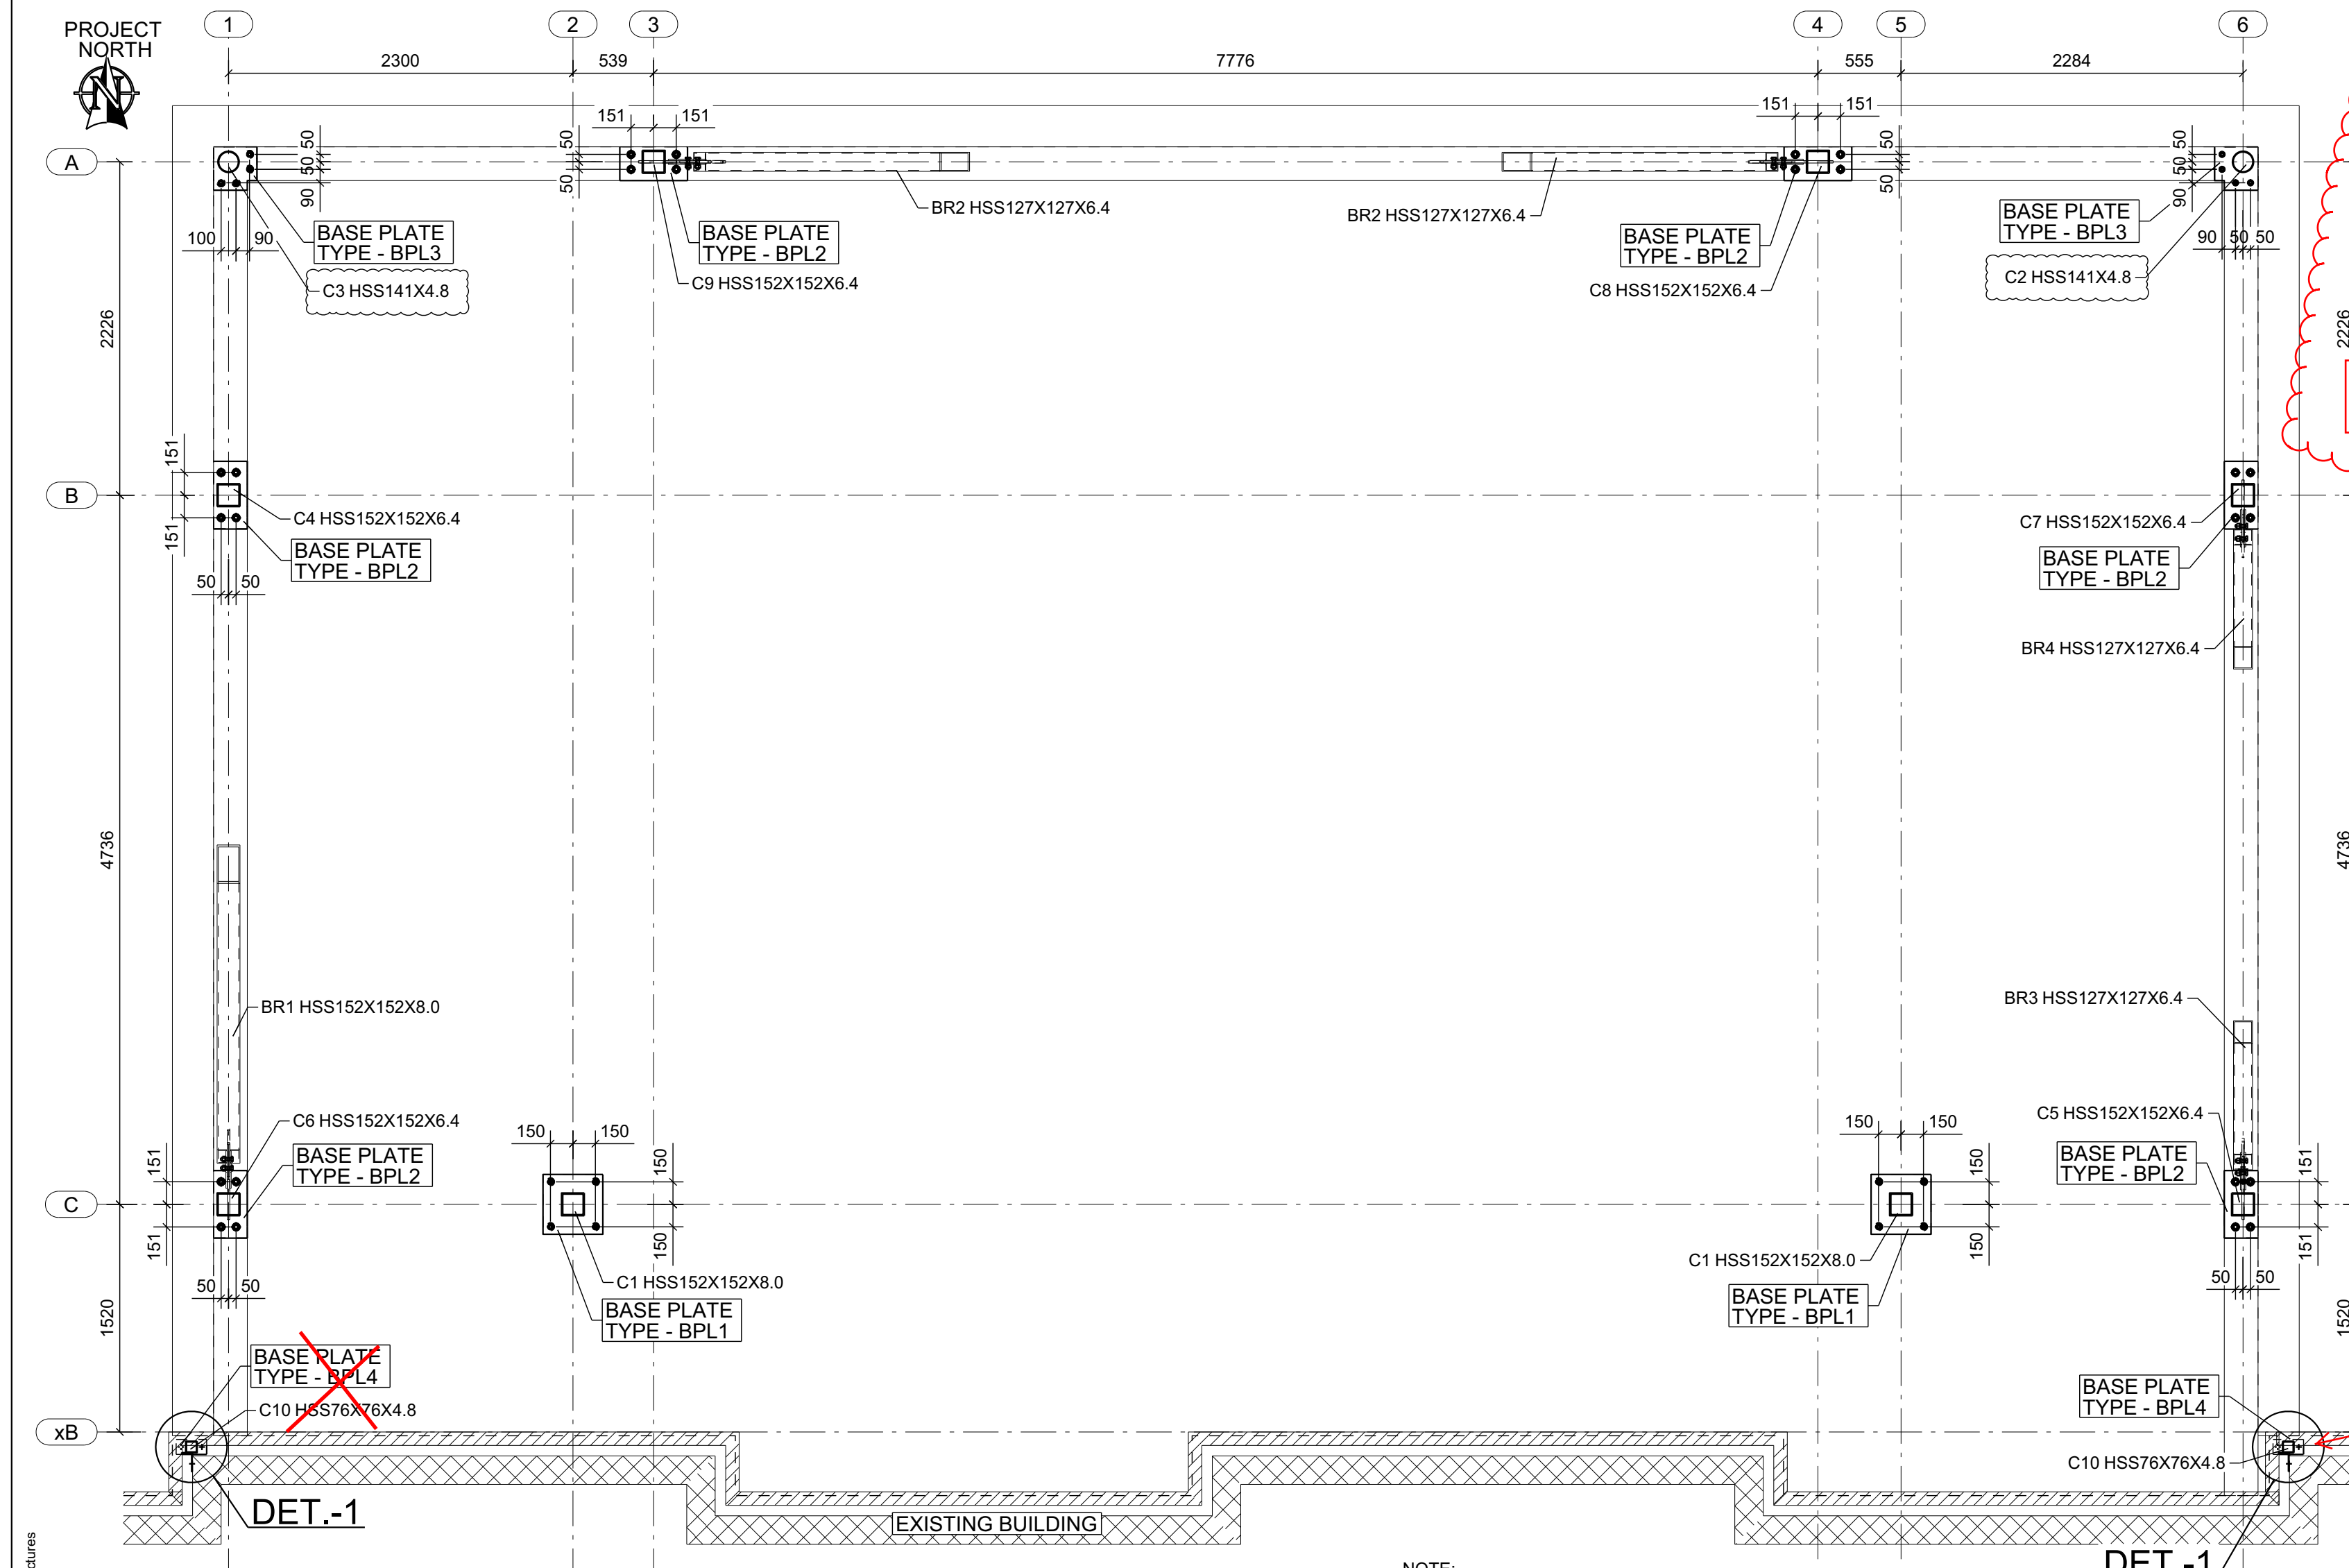 PROJECT
NORTH
N
1
2
3
4
5
6
2300
539
7776
555
2284
151
151
151
151
A
50
50
90
50
50
50
50
50
50
90
BR2 HSS127X127X6.4
BR2 HSS127X127X6.4
BASE PLATE
TYPE - BPL3
BASE PLATE
TYPE - BPL2
BASE PLATE
TYPE - BPL2
BASE PLATE
TYPE - BPL3
100
90
90
50
50
C3 HSS141X4.8
C9 HSS152X152X6.4
C8 HSS152X152X6.4
C2 HSS141X4.8
2226
2226
151
B
151
C4 HSS152X152X6.4
C7 HSS152X152X6.4
BASE PLATE
TYPE - BPL2
BASE PLATE
TYPE - BPL2
50
50
BR4 HSS127X127X6.4
4736
4736
BR1 HSS152X152X8.0
BR3 HSS127X127X6.4
C6 HSS152X152X6.4
C5 HSS152X152X6.4
150
150
150
150
BASE PLATE
TYPE - BPL2
BASE PLATE
TYPE - BPL2
151
150
150
151
C
151
150
150
151
50
50
50
50
C1 HSS152X152X8.0
C1 HSS152X152X8.0
BASE PLATE
TYPE - BPL1
BASE PLATE
TYPE - BPL1
1520
1520
BASE PLATE
TYPE - BPL4
BASE PLATE
TYPE - BPL4
C10 HSS76X76X4.8
xB
C10 HSS76X76X4.8
DET.-1
EXISTING BUILDING
DET.-1
NOTE:
ctures